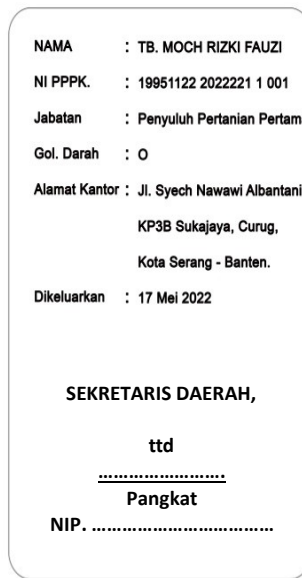 NAMA : TB. MOCH RIZKI FAUZI
NI PPPK. : 19951122 2022221 1 001
Jabatan : Penyuluh Pertanian Pertam
Gol. Darah : O
Alamat Kantor : Jl. Syech Nawawi Albantani
KP3B Sukajaya, Curug,
Kota Serang - Banten.
Dikeluarkan : 17 Mei 2022
SEKRETARIS DAERAH,
ttd
…………………….
Pangkat
NIP. ………………………………